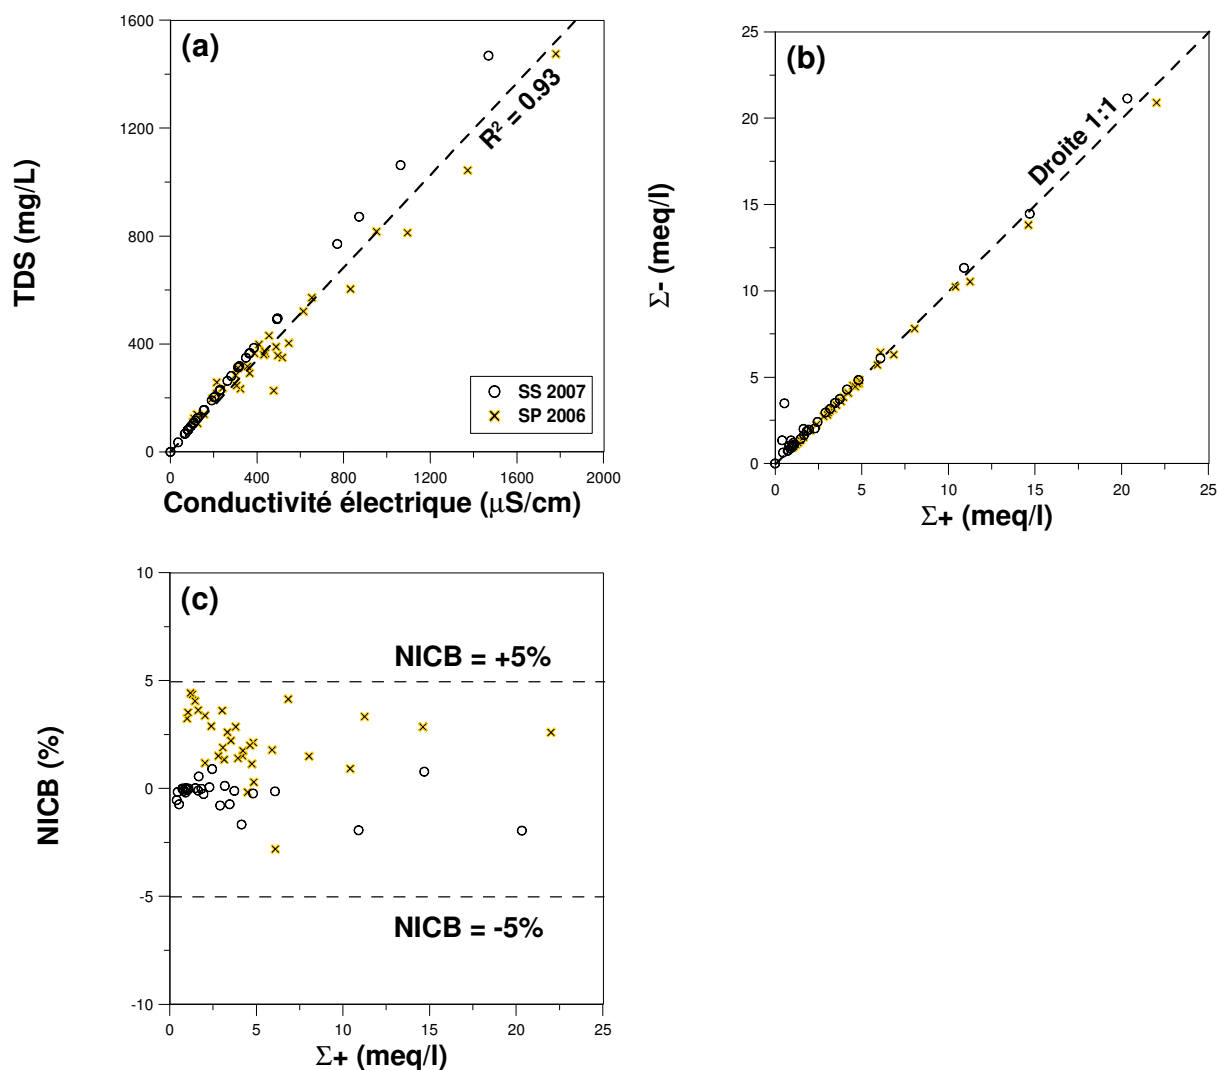 (a)
TDS (mg/L)
1600
1200
800
400
0
R² = 0.93
SS 2007
SP 2006
0 400 800 1200 1600 2000
Conductivité électrique (μS/cm)
(b)
Σ- (meq/l)
25
20
15
10
5
0
Droite 1:1
0 5 10 15 20 25
Σ+ (meq/l)
(c)
NICB (%)
10
5
0
-5
-10
NICB = +5%
NICB = -5%
0 5 10 15 20 25
Σ+ (meq/l)